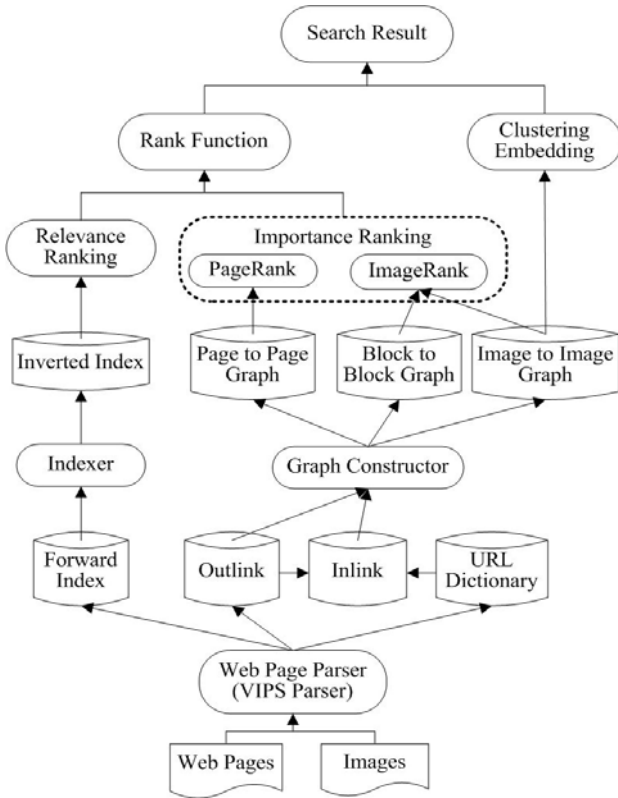 Search Result
Rank Function
Clustering
Embedding
Relevance
Ranking
Importance Ranking
PageRank
ImageRank
Inverted Index
Page to Page
Graph
Block to
Block Graph
Image to Image
Graph
Indexer
Graph Constructor
Forward
Index
Outlink
Inlink
URL
Dictionary
Web Page Parser
(VIPS Parser)
Web Pages
Images